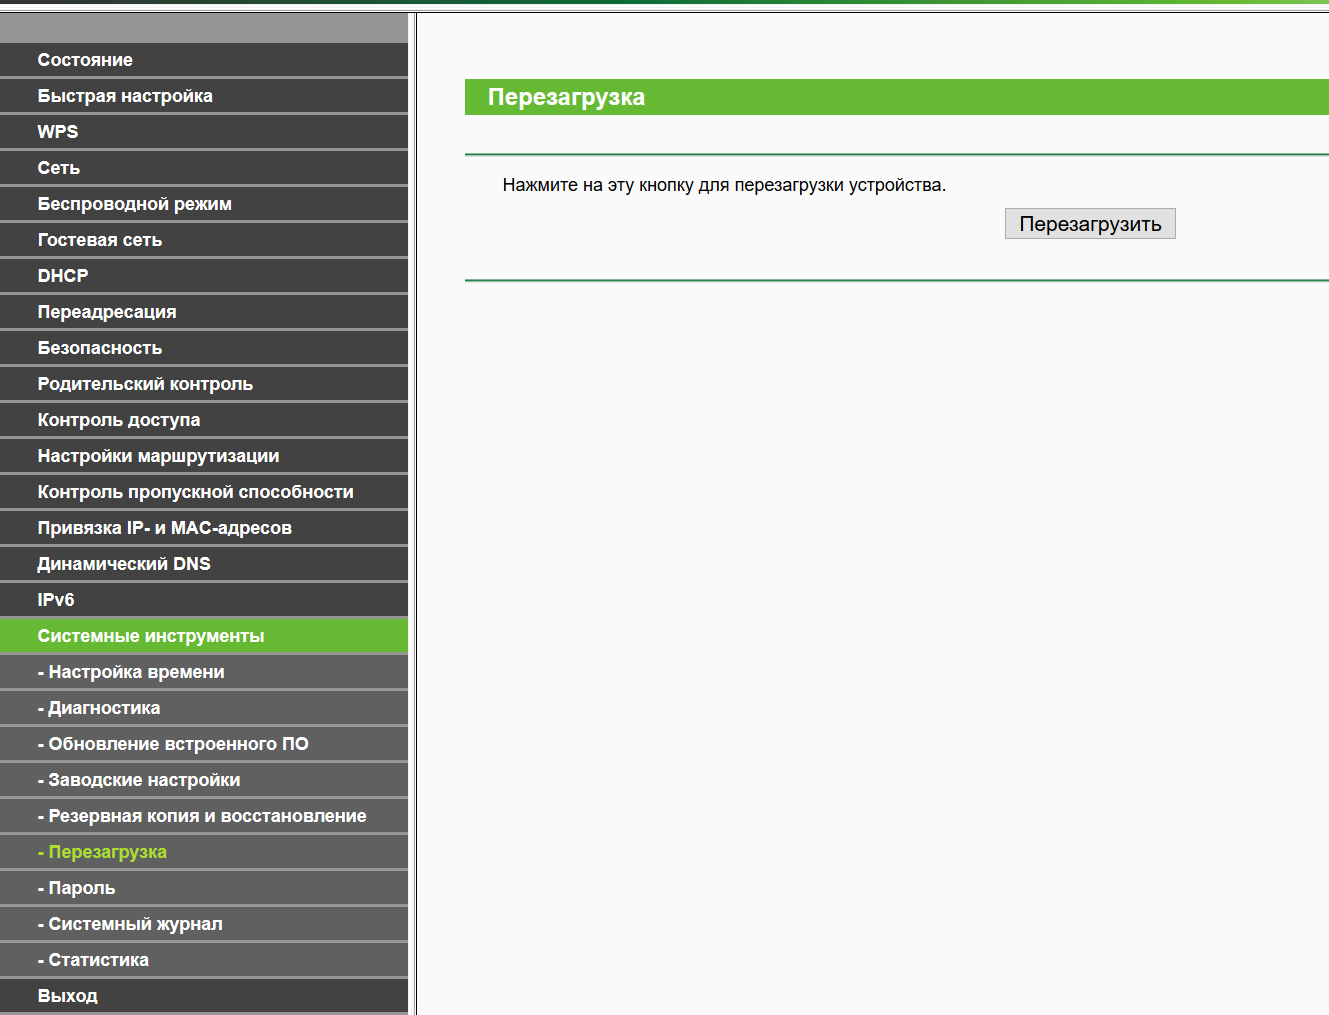 Состояние
Быстрая настройка
WPS
Сеть
Беспроводной режим
Гостевая сеть
DHCP
Переадресация
Безопасность
Родительский контроль
Контроль доступа
Настройки маршрутизации
Контроль пропускной способности
Привязка IP- и MAC-адресов
Динамический DNS
IPv6
Системные инструменты
- Настройка времени
- Диагностика
- Обновление встроенного ПО
- Заводские настройки
- Резервная копия и восстановление
- Перезагрузка
- Пароль
- Системный журнал
- Статистика
Выход
Перезагрузка
Нажмите на эту кнопку для перезагрузки устройства.
Перезагрузить